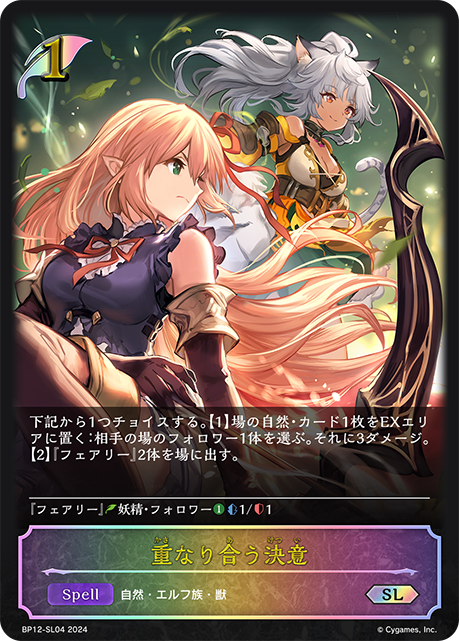 1
下記から1つチョイスする。【1】場の自然・カード1枚をEXエリ
アに置く：相手の場のフォロワー1体を選ぶ。それに3ダメージ。
【2】『フェアリー』2体を場に出す。
『フェアリー』妖精・フォロワー 1 1/1
かさ あ けつ い
重なり合う決意
Spell 自然・エルフ族・獣 SL
BP12-SL04 2024 © Cygames, Inc.